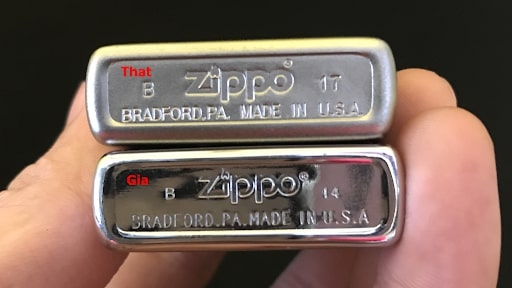 That
B zippo® 17
BRADFORD,PA. MADE IN U.S.A
Gia
B zippo® 14
BRADFORD,PA.MADE IN U.S.A